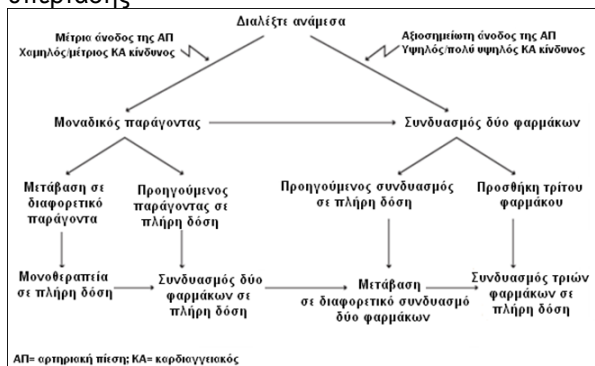 υπέρτασης
Διαλέξτε ανάμεσα
Μέτρια άνοδος της ΑΠ
Χαμηλός/μέτριος ΚΑ κίνδυνος
Αξιοσημείωτη άνοδος της ΑΠ
Υψηλός/πολύ υψηλός ΚΑ κίνδυνος
Μοναδικός παράγοντας
Συνδυασμός δύο φαρμάκων
Μετάβαση σε
διαφορετικό
παράγοντα
Προηγούμενος
παράγοντας σε
πλήρη δόση
Προηγούμενος συνδυασμός
σε πλήρη δόση
Προσθήκη τρίτου
φαρμάκου
Μονοθεραπεία
σε πλήρη δόση
Συνδυασμός δύο
φαρμάκων σε
πλήρη δόση
Μετάβαση
σε διαφορετικό συνδυασμό
δύο φαρμάκων
Συνδυασμός τριών
φαρμάκων σε
πλήρη δόση
ΑΠ= αρτηριακή πίεση; ΚΑ= καρδιαγγειακός